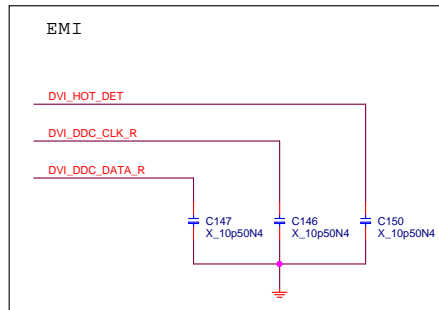 EMI
DVI_HOT_DET
DVI_DDC_CLK_R
DVI_DDC_DATA_R
C147 C146 C150
X_10p50N4 X_10p50N4 X_10p50N4